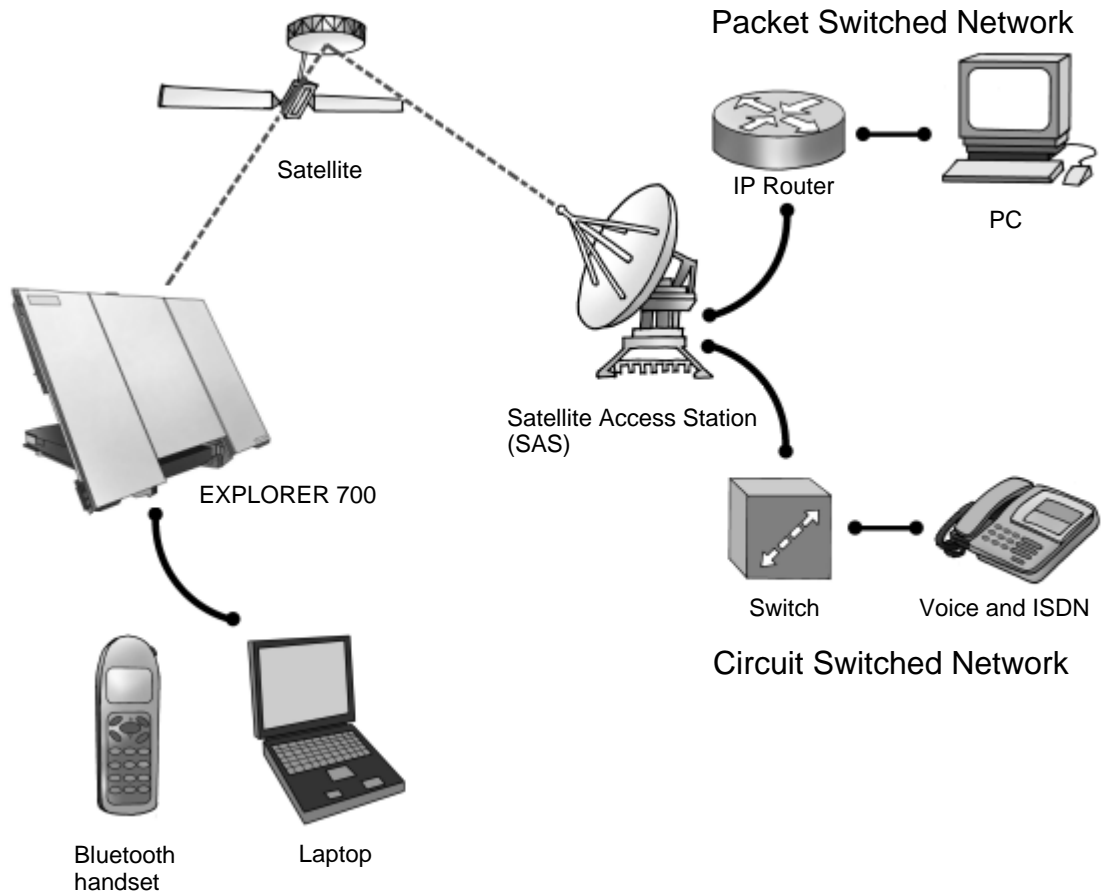 Packet Switched Network
Satellite
IP Router
PC
Satellite Access Station
(SAS)
EXPLORER 700
Switch
Voice and ISDN
Circuit Switched Network
Bluetooth
handset
Laptop